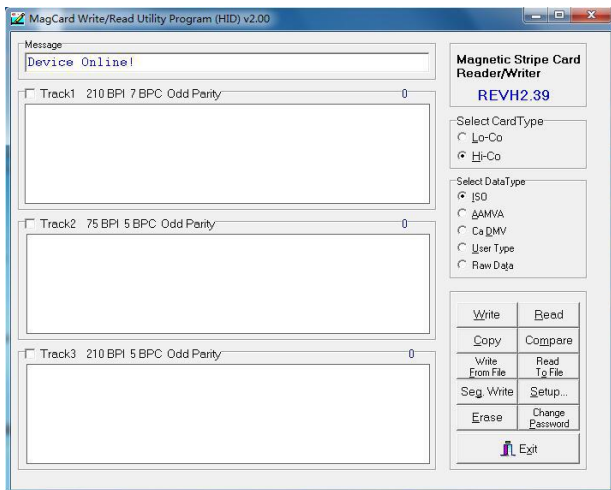 MagCard Write/Read Utility Program (HID) v2.00
Message
Device Online!
Magnetic Stripe Card
Reader/Writer
REVH2.39
Track1 210 BPI 7 BPC Odd Parity 0
Select CardType
Lo-Co
Hi-Co
Select DataType
ISO
AAMVA
Ca DMV
User Type
Raw Data
Track2 75 BPI 5 BPC Odd Parity 0
Track3 210 BPI 5 BPC Odd Parity 0
Write Read
Copy Compare
Write From File
Read To File
Seg. Write Setup...
Erase
Change Password
Exit